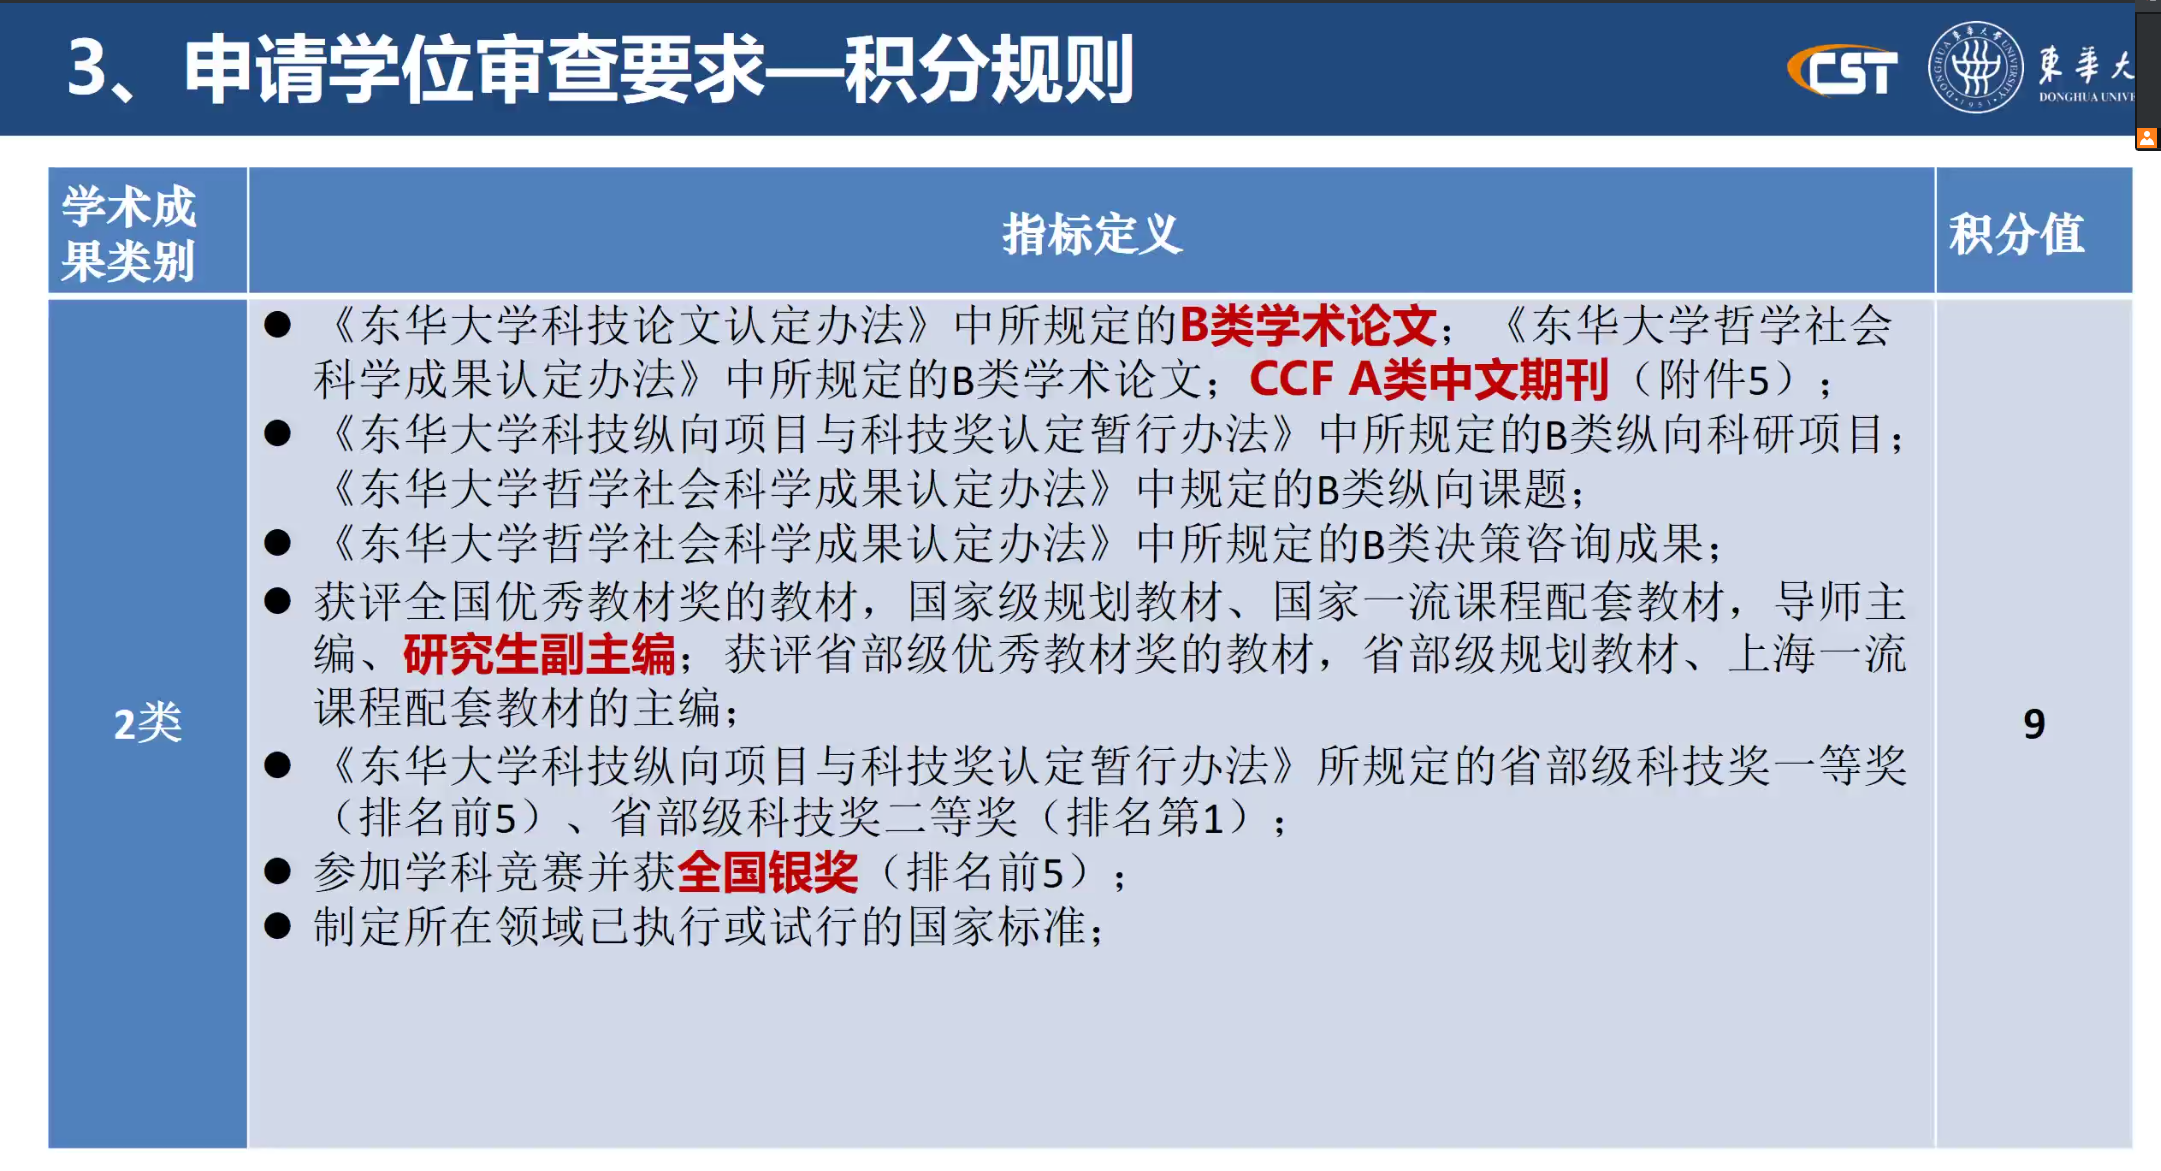 3、申请学位审查要求—积分规则
CST
DONGHUA UNIVERSITY
1951
東華大
DONGHUA UNIVE
学术成
果类别
指标定义
积分值
2类
● 《东华大学科技论文认定办法》中所规定的B类学术论文；《东华大学哲学社会
科学成果认定办法》中所规定的B类学术论文；CCF A类中文期刊（附件5）；
● 《东华大学科技纵向项目与科技奖认定暂行办法》中所规定的B类纵向科研项目；
《东华大学哲学社会科学成果认定办法》中规定的B类纵向课题；
● 《东华大学哲学社会科学成果认定办法》中所规定的B类决策咨询成果；
● 获评全国优秀教材奖的教材，国家级规划教材、国家一流课程配套教材，导师主
编、研究生副主编；获评省部级优秀教材奖的教材，省部级规划教材、上海一流
课程配套教材的主编；
● 《东华大学科技纵向项目与科技奖认定暂行办法》所规定的省部级科技奖一等奖
（排名前5）、省部级科技奖二等奖（排名第1）；
● 参加学科竞赛并获全国银奖（排名前5）；
● 制定所在领域已执行或试行的国家标准；
9